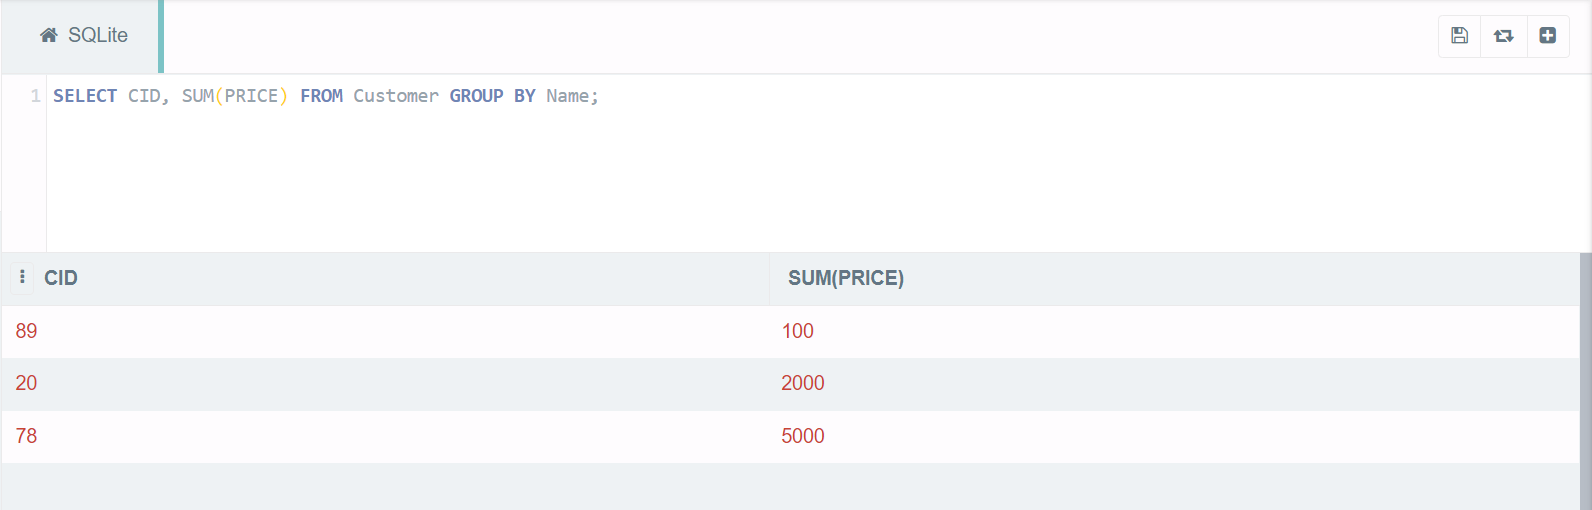 SQLite
1 SELECT CID, SUM(PRICE) FROM Customer GROUP BY Name;
CID SUM(PRICE)
89 100
20 2000
78 5000